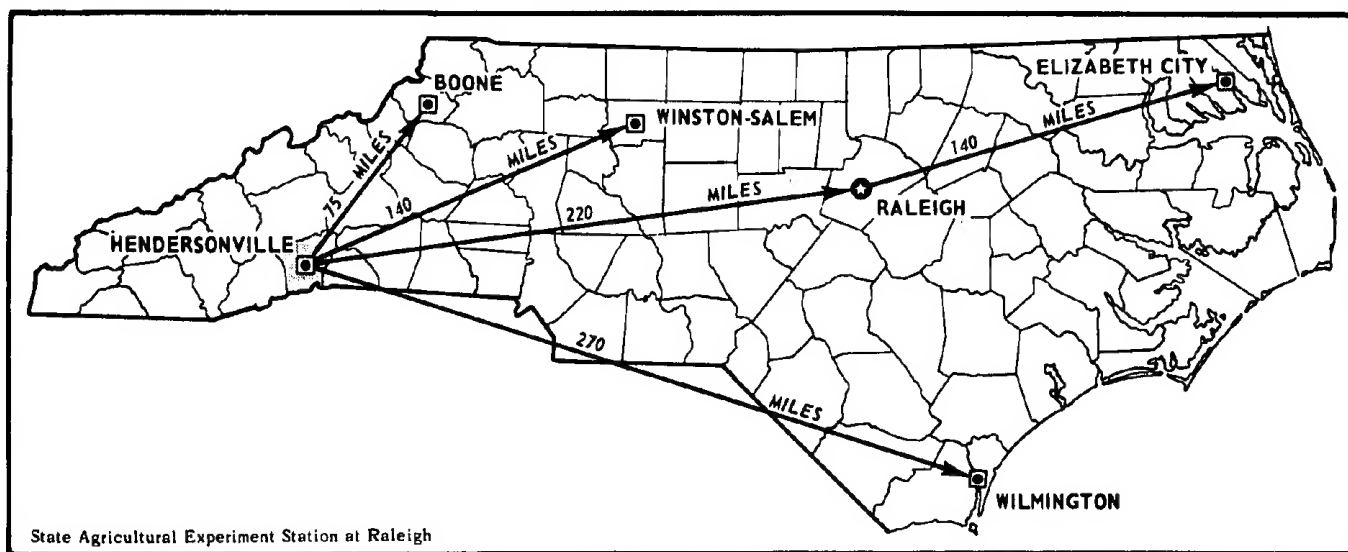 BOONE
ELIZABETH CITY
WINSTON-SALEM
75 MILES
140 MILES
140 MILES
220 MILES
RALEIGH
HENDERSONVILLE
270 MILES
WILMINGTON
State Agricultural Experiment Station at Raleigh